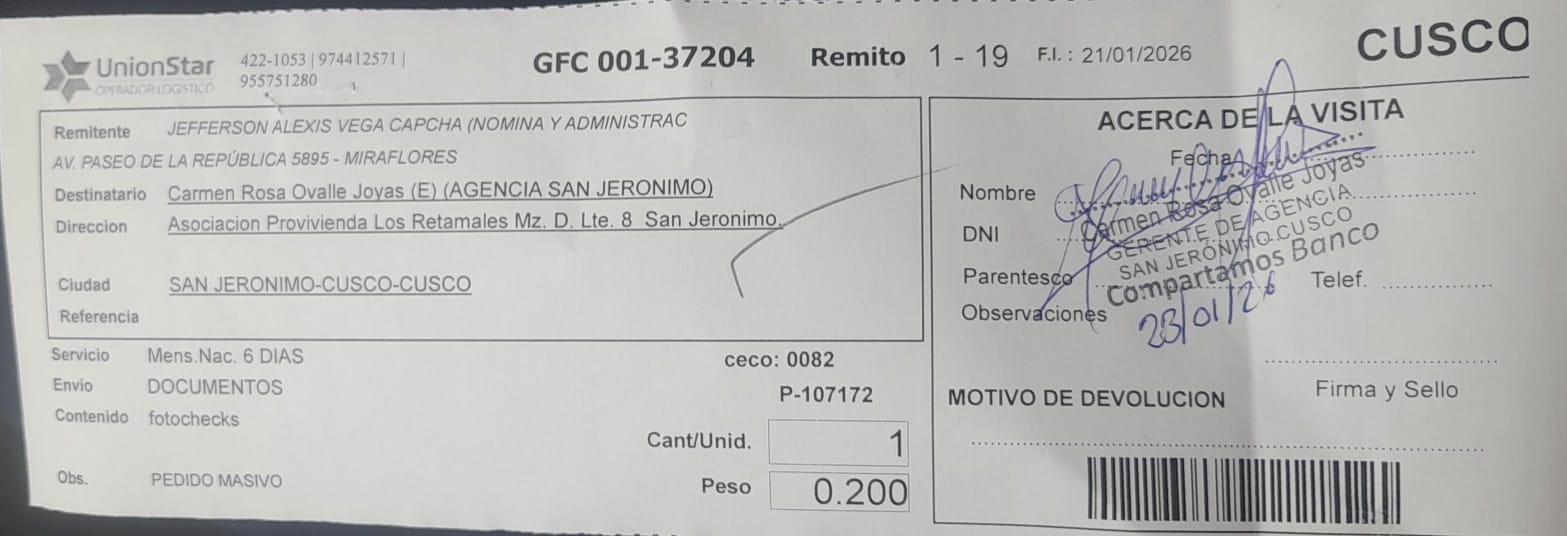 UnionStar
OPERADOR LOGISTICO
422-1053 | 974412571 |
955751280
GFC 001-37204
Remito 1 - 19
F.I. : 21/01/2026
CUSCO
Remitente JEFFERSON ALEXIS VEGA CAPCHA (NOMINA Y ADMINISTRAC
AV. PASEO DE LA REPÚBLICA 5895 - MIRAFLORES
Destinatario Carmen Rosa Ovalle Joyas (E) (AGENCIA SAN JERONIMO)
Direccion Asociacion Provivienda Los Retamales Mz. D. Lte. 8 San Jeronimo.
Ciudad SAN JERONIMO-CUSCO-CUSCO
Referencia
Servicio Mens.Nac. 6 DIAS
Envio DOCUMENTOS
Contenido fotochecks
Obs. PEDIDO MASIVO
ceco: 0082
P-107172
Cant/Unid. 1
Peso 0.200
ACERCA DE LA VISITA
Fecha
Nombre
DNI
Parentesco
Observaciones
Carmen Rosa Ovalle Joyas
GERENTE DE AGENCIA
SAN JERÓNIMO-CUSCO
Compartamos Banco
Telef.
23/01/26
Firma y Sello
MOTIVO DE DEVOLUCION